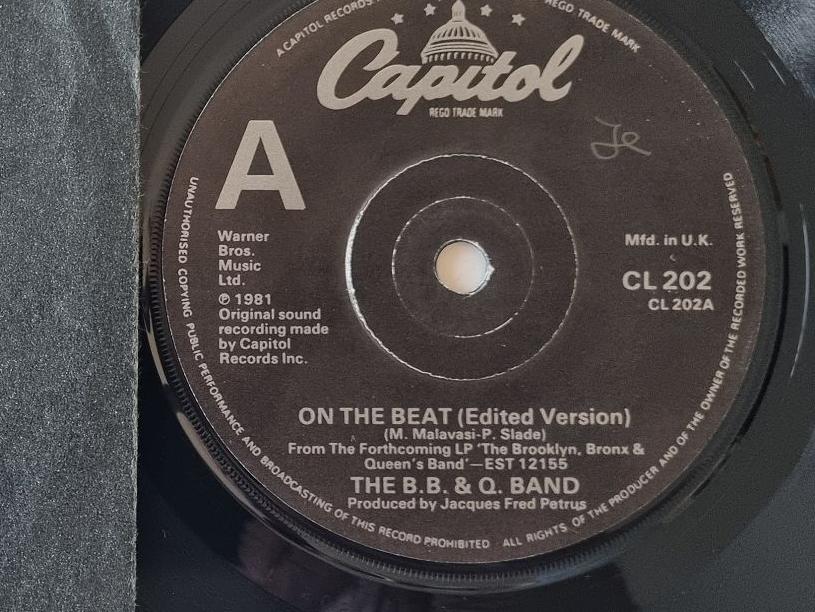 A CAPITOL RECORDS
REGD TRADE MARK
Capitol
REGD TRADE MARK
A
Warner
Bros.
Music
Ltd.
℗ 1981
Original sound
recording made
by Capitol
Records Inc.
Mfd. in U.K.
CL 202
CL 202A
ON THE BEAT (Edited Version)
(M. Malavasi-P. Slade)
From The Forthcoming LP 'The Brooklyn, Bronx &
Queen's Band'—EST 12155
THE B.B. & Q. BAND
Produced by Jacques Fred Petrus
UNAUTHORISED COPYING PUBLIC PERFORMANCE AND BROADCASTING OF THIS RECORD PROHIBITED ALL RIGHTS OF THE PRODUCER AND OF THE OWNER OF THE RECORDED WORK RESERVED